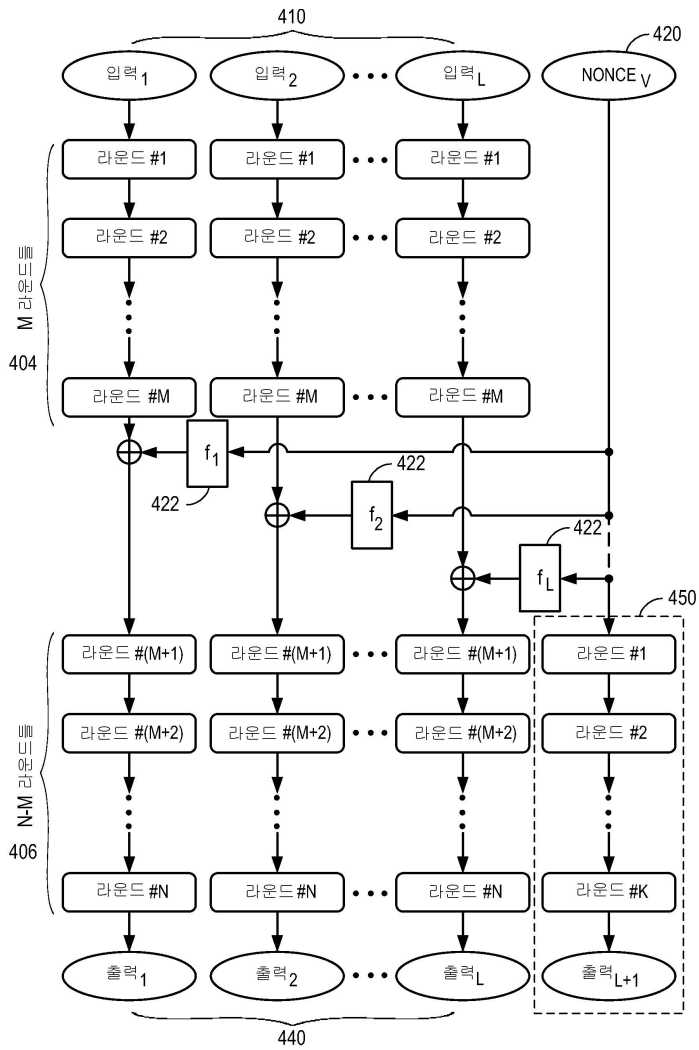 410
420
입력1 입력2 입력L NONCEV
라운드 #1 라운드 #1 라운드 #1
라운드 #2 라운드 #2 라운드 #2
M 라운드들
404
라운드 #M 라운드 #M 라운드 #M
f1
422
422
f2
422
fL
450
라운드 #(M+1) 라운드 #(M+1) 라운드 #(M+1) 라운드 #1
라운드 #(M+2) 라운드 #(M+2) 라운드 #(M+2) 라운드 #2
N-M 라운드들
406
라운드 #N 라운드 #N 라운드 #N 라운드 #K
출력1 출력2 출력L 출력L+1
440